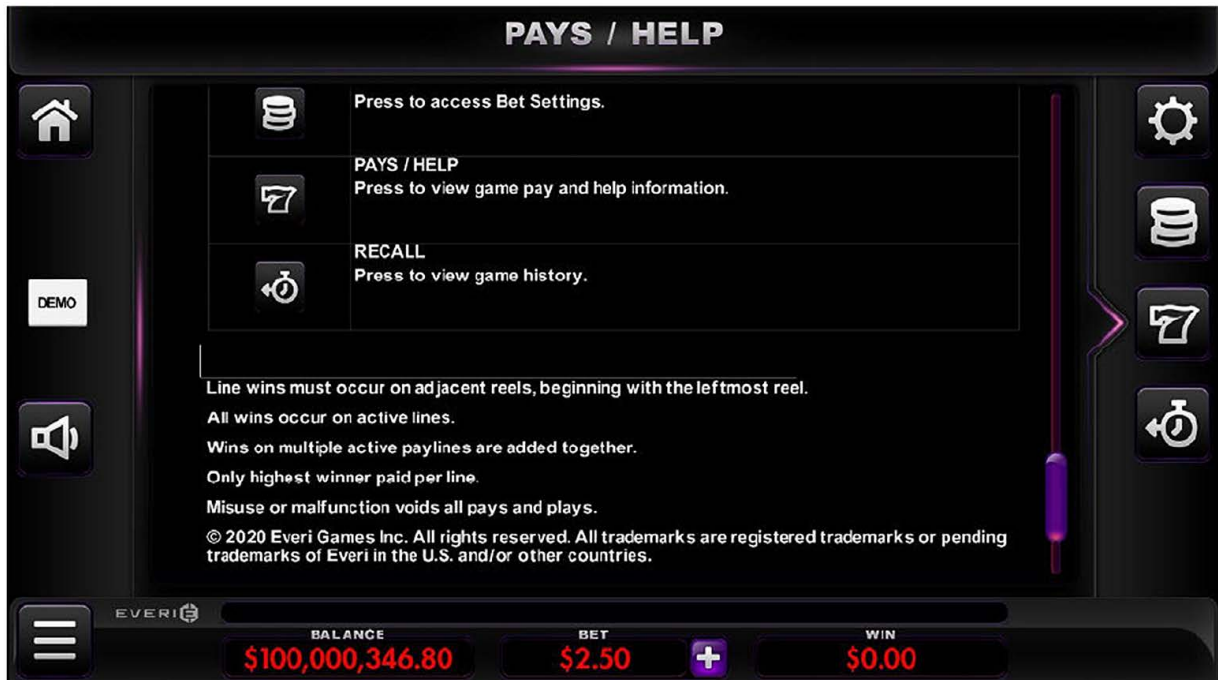 PAYS / HELP
Press to access Bet Settings.
PAYS / HELP
Press to view game pay and help information.
RECALL
Press to view game history.
DEMO
Line wins must occur on adjacent reels, beginning with the leftmost reel.
All wins occur on active lines.
Wins on multiple active paylines are added together.
Only highest winner paid per line.
Misuse or malfunction voids all pays and plays.
© 2020 Everi Games Inc. All rights reserved. All trademarks are registered trademarks or pending
trademarks of Everi in the U.S. and/or other countries.
EVERI
BALANCE
$100,000,346.80
BET
$2.50
WIN
$0.00